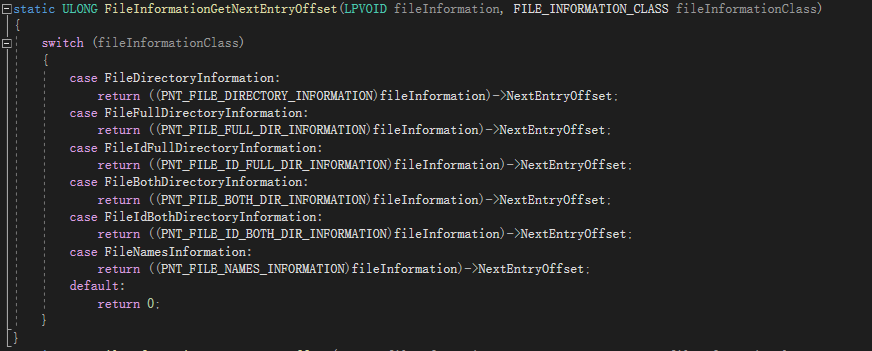 static ULONG FileInformationGetNextEntryOffset(LPVOID fileInformation, FILE_INFORMATION_CLASS fileInformationClass)
{
    switch (fileInformationClass)
    {
        case FileDirectoryInformation:
            return ((PNT_FILE_DIRECTORY_INFORMATION)fileInformation)->NextEntryOffset;
        case FileFullDirectoryInformation:
            return ((PNT_FILE_FULL_DIR_INFORMATION)fileInformation)->NextEntryOffset;
        case FileIdFullDirectoryInformation:
            return ((PNT_FILE_ID_FULL_DIR_INFORMATION)fileInformation)->NextEntryOffset;
        case FileBothDirectoryInformation:
            return ((PNT_FILE_BOTH_DIR_INFORMATION)fileInformation)->NextEntryOffset;
        case FileIdBothDirectoryInformation:
            return ((PNT_FILE_ID_BOTH_DIR_INFORMATION)fileInformation)->NextEntryOffset;
        case FileNamesInformation:
            return ((PNT_FILE_NAMES_INFORMATION)fileInformation)->NextEntryOffset;
        default:
            return 0;
    }
}